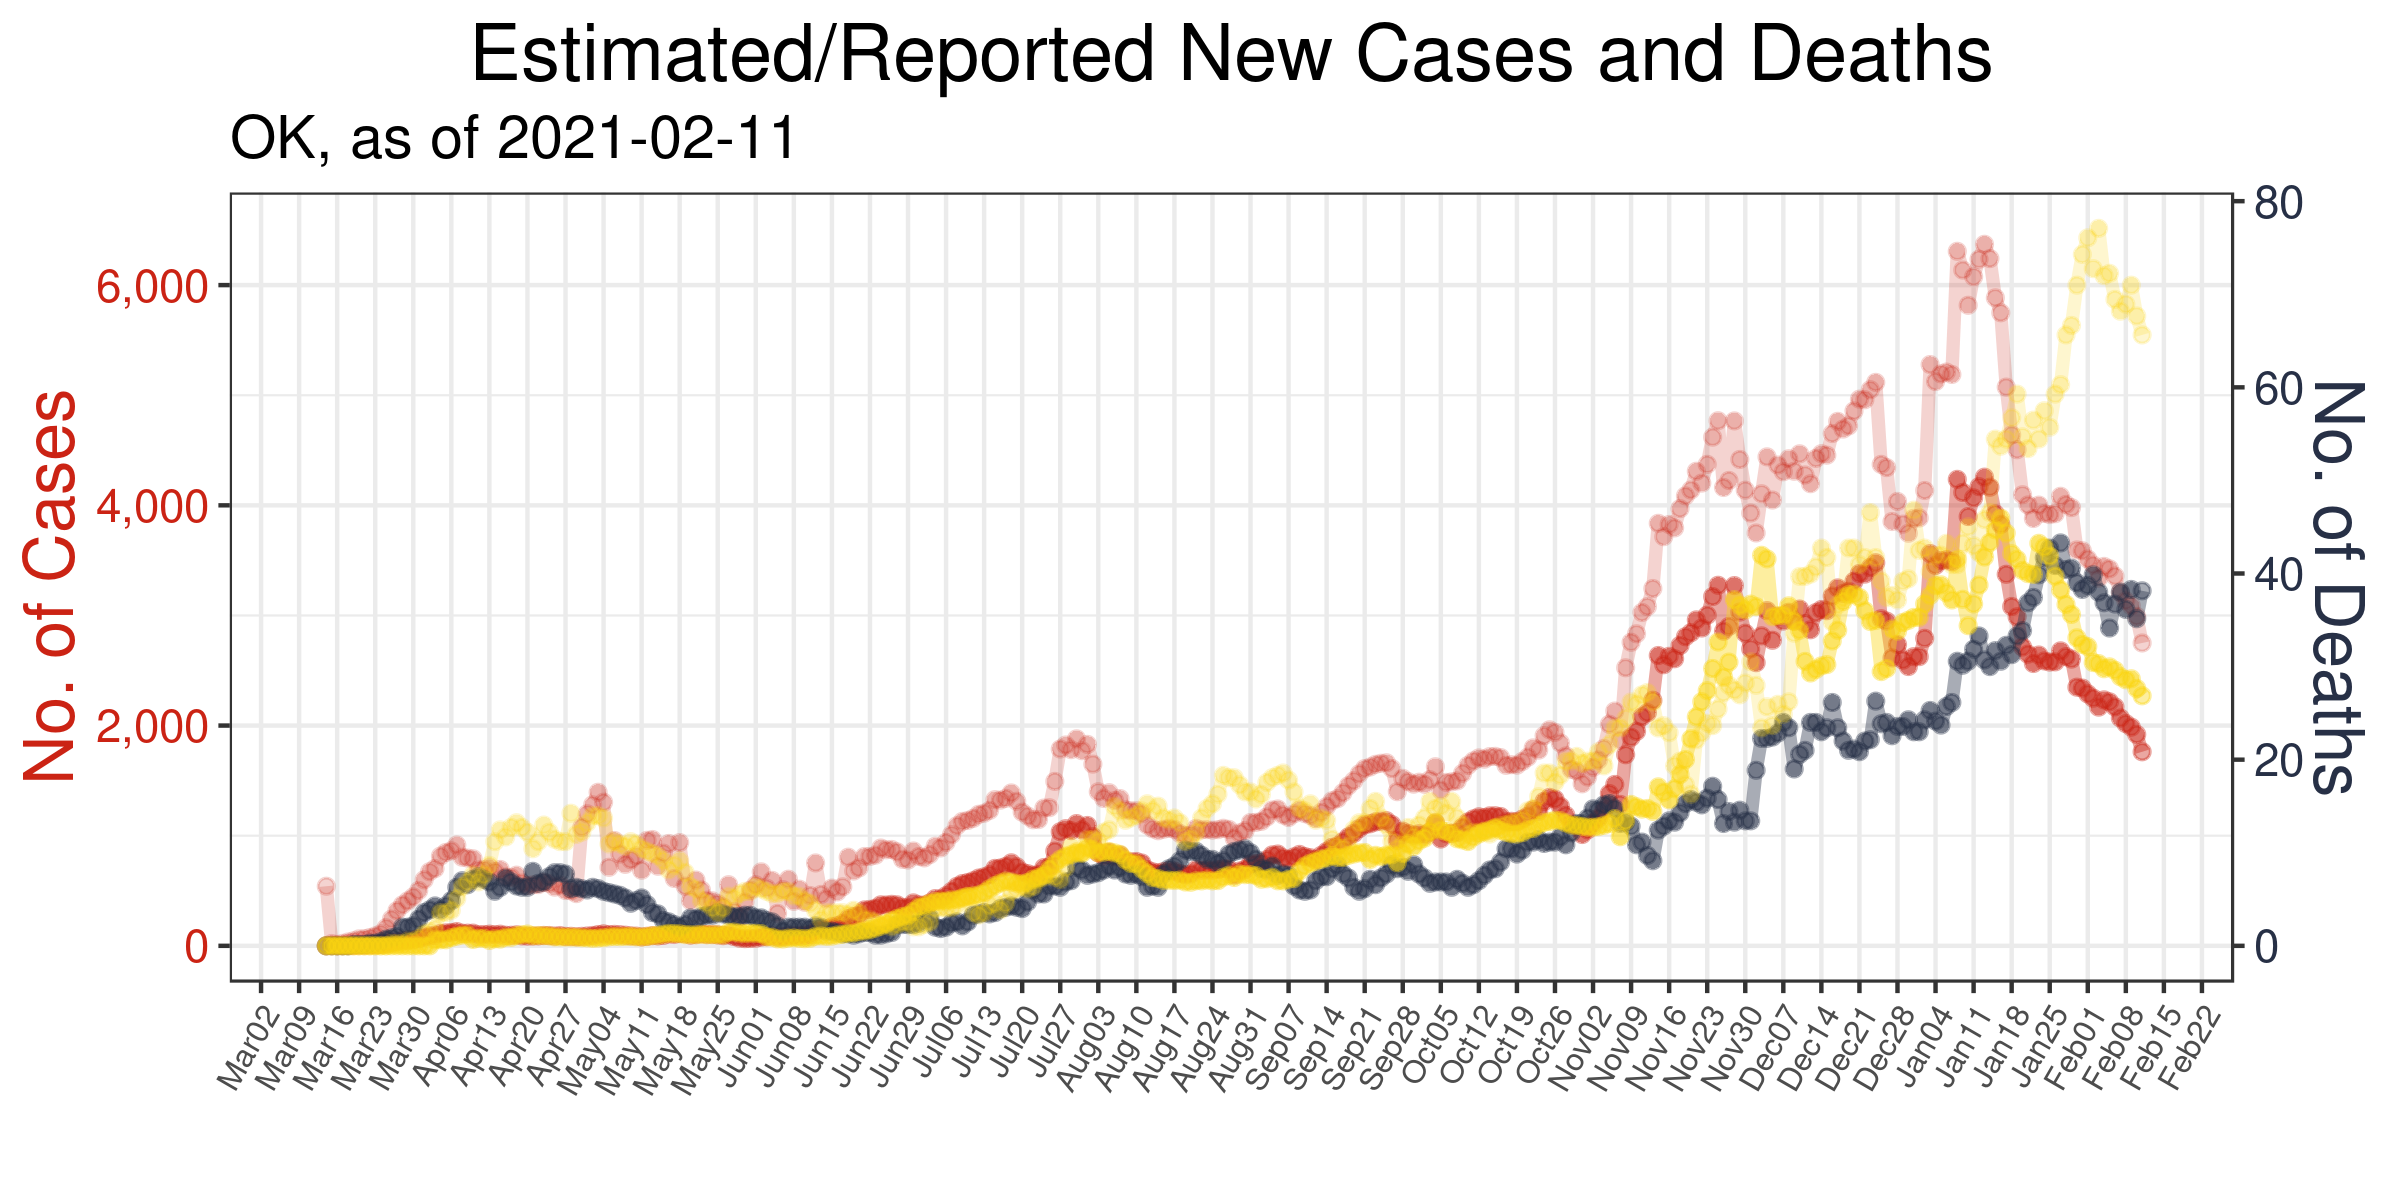 Estimated/Reported New Cases and Deaths
OK, as of 2021-02-11
No. of Cases
6,000
4,000
2,000
0
80
60
40
20
0
No. of Deaths
Mar02
Mar09
Mar16
Mar23
Mar30
Apr06
Apr13
Apr20
Apr27
May04
May11
May18
May25
Jun01
Jun08
Jun15
Jun22
Jun29
Jul06
Jul13
Jul20
Jul27
Aug03
Aug10
Aug17
Aug24
Aug31
Sep07
Sep14
Sep21
Sep28
Oct05
Oct12
Oct19
Oct26
Nov02
Nov09
Nov16
Nov23
Nov30
Dec07
Dec14
Dec21
Dec28
Jan04
Jan11
Jan18
Jan25
Feb01
Feb08
Feb15
Feb22